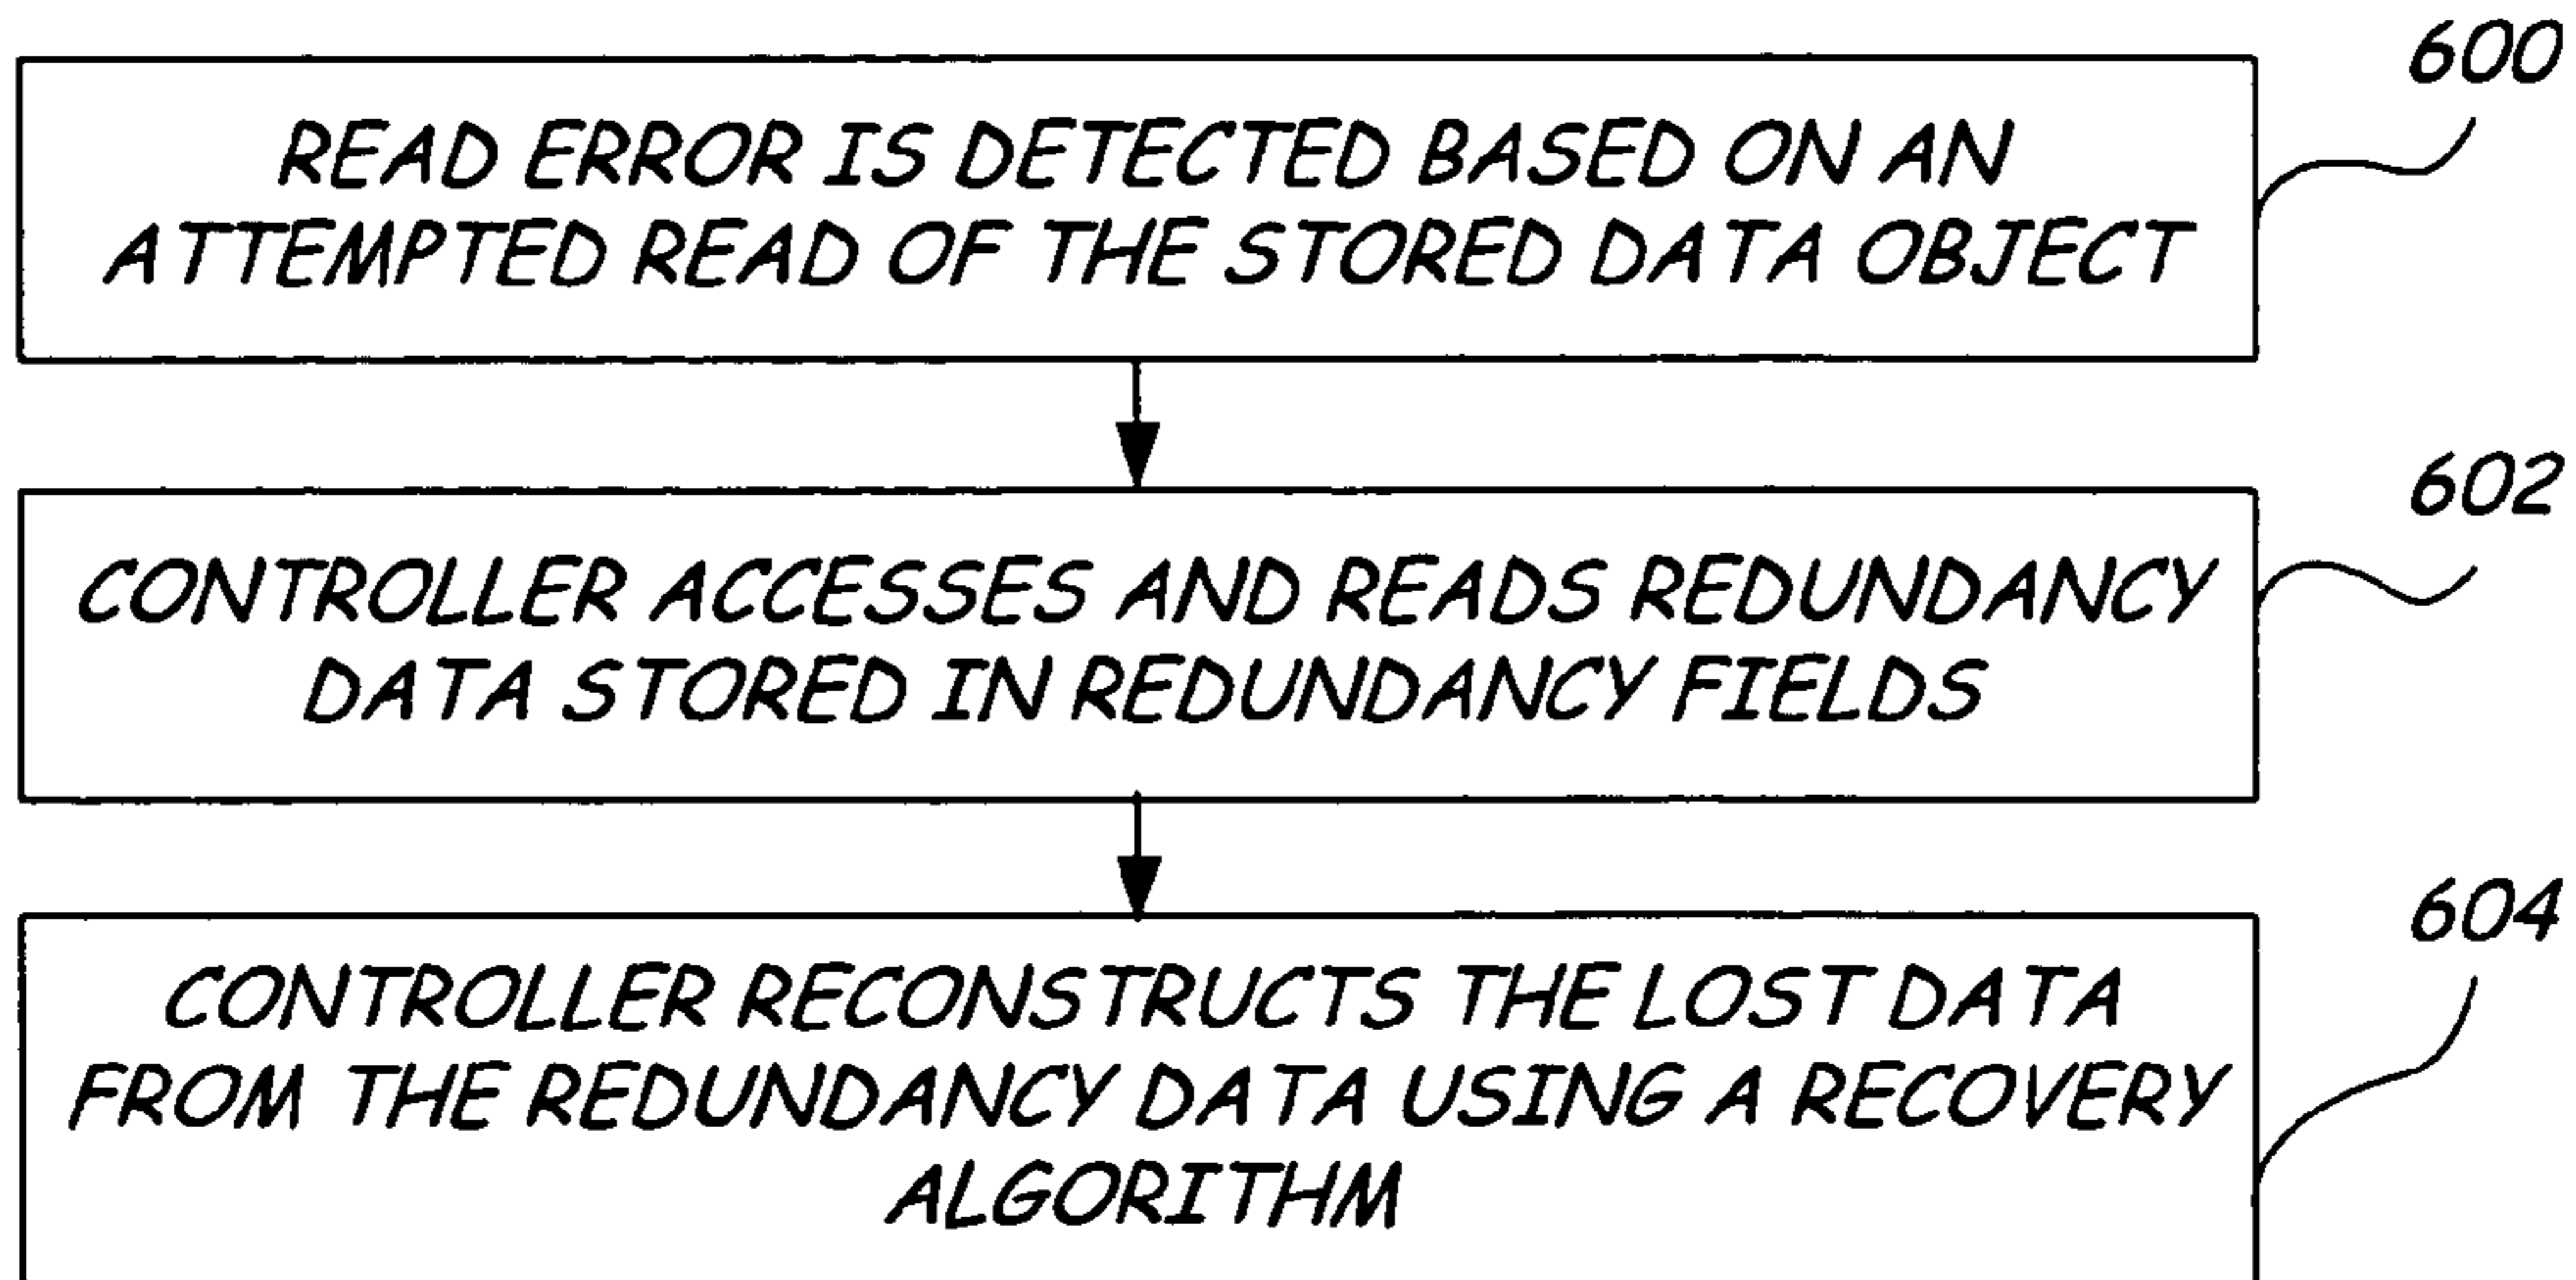 600
READ ERROR IS DETECTED BASED ON AN
ATTEMPTED READ OF THE STORED DATA OBJECT
602
CONTROLLER ACCESSES AND READS REDUNDANCY
DATA STORED IN REDUNDANCY FIELDS
604
CONTROLLER RECONSTRUCTS THE LOST DATA
FROM THE REDUNDANCY DATA USING A RECOVERY
ALGORITHM